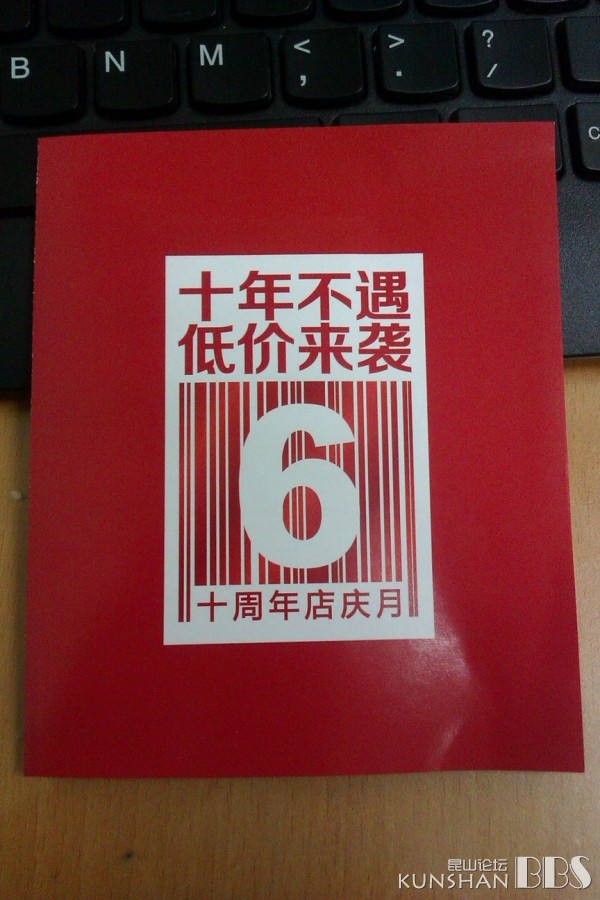 B N M < , > . ? /
C
十年不遇
低价来袭
6
十周年店庆月
昆山论坛
KUNSHAN BBS